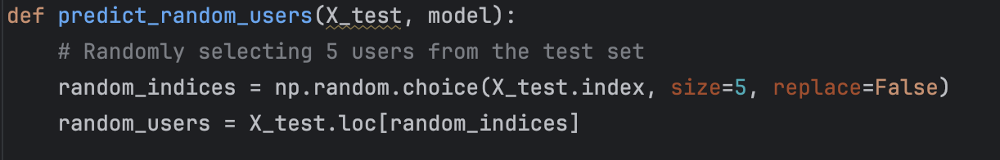 def predict_random_users(X_test, model):
    # Randomly selecting 5 users from the test set
    random_indices = np.random.choice(X_test.index, size=5, replace=False)
    random_users = X_test.loc[random_indices]